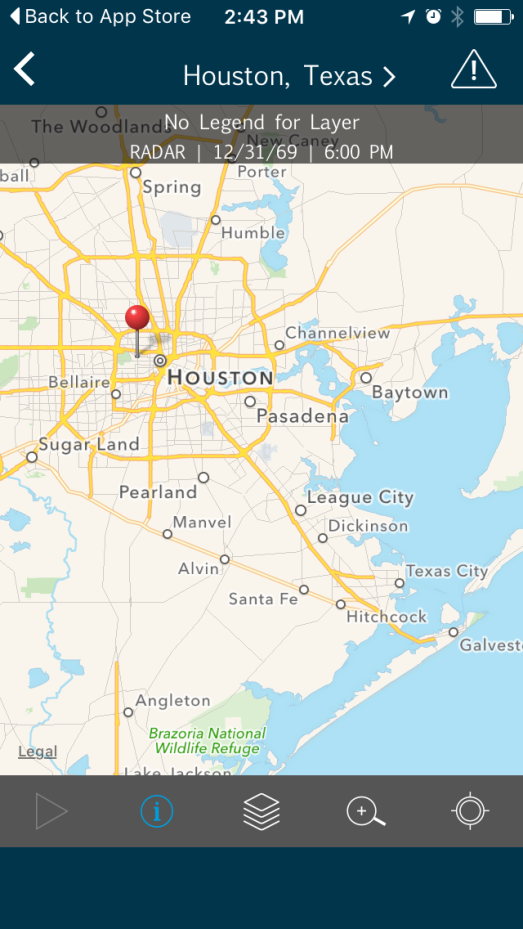 Back to App Store 2:43 PM
Houston, Texas
No Legend for Layer
RADAR | 12/31/69 | 6:00 PM
The Woodlands
New Caney
ball
Porter
Spring
Humble
Channelview
HOUSTON
Bellaire
Baytown
Pasadena
Sugar Land
Pearland
League City
Manvel
Dickinson
Alvin
Texas City
Santa Fe
Hitchcock
Galvest
Angleton
Brazoria National
Wildlife Refuge
Legal
Lake Jackson